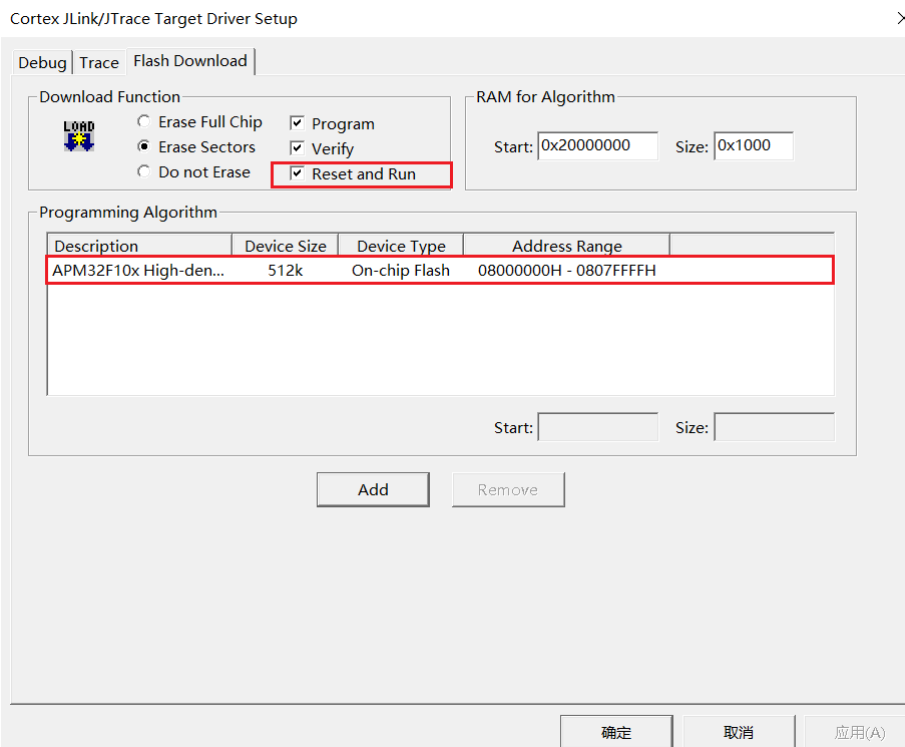 Cortex JLink/JTrace Target Driver Setup
Debug Trace Flash Download
Download Function
LOAD
Erase Full Chip
Erase Sectors
Do not Erase
Program
Verify
Reset and Run
RAM for Algorithm
Start: 0x20000000 Size: 0x1000
Programming Algorithm
Description Device Size Device Type Address Range
APM32F10x High-den... 512k On-chip Flash 08000000H - 0807FFFFH
Start: Size:
Add Remove
确定 取消 应用(A)